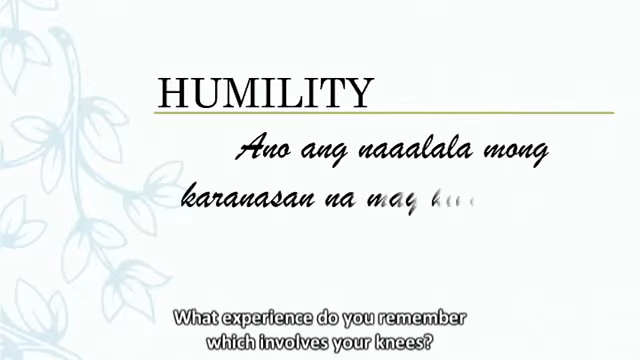 HUMILITY
Ano ang naaalala mong
karanasan na may
What experience do you remember
which involves your knees?